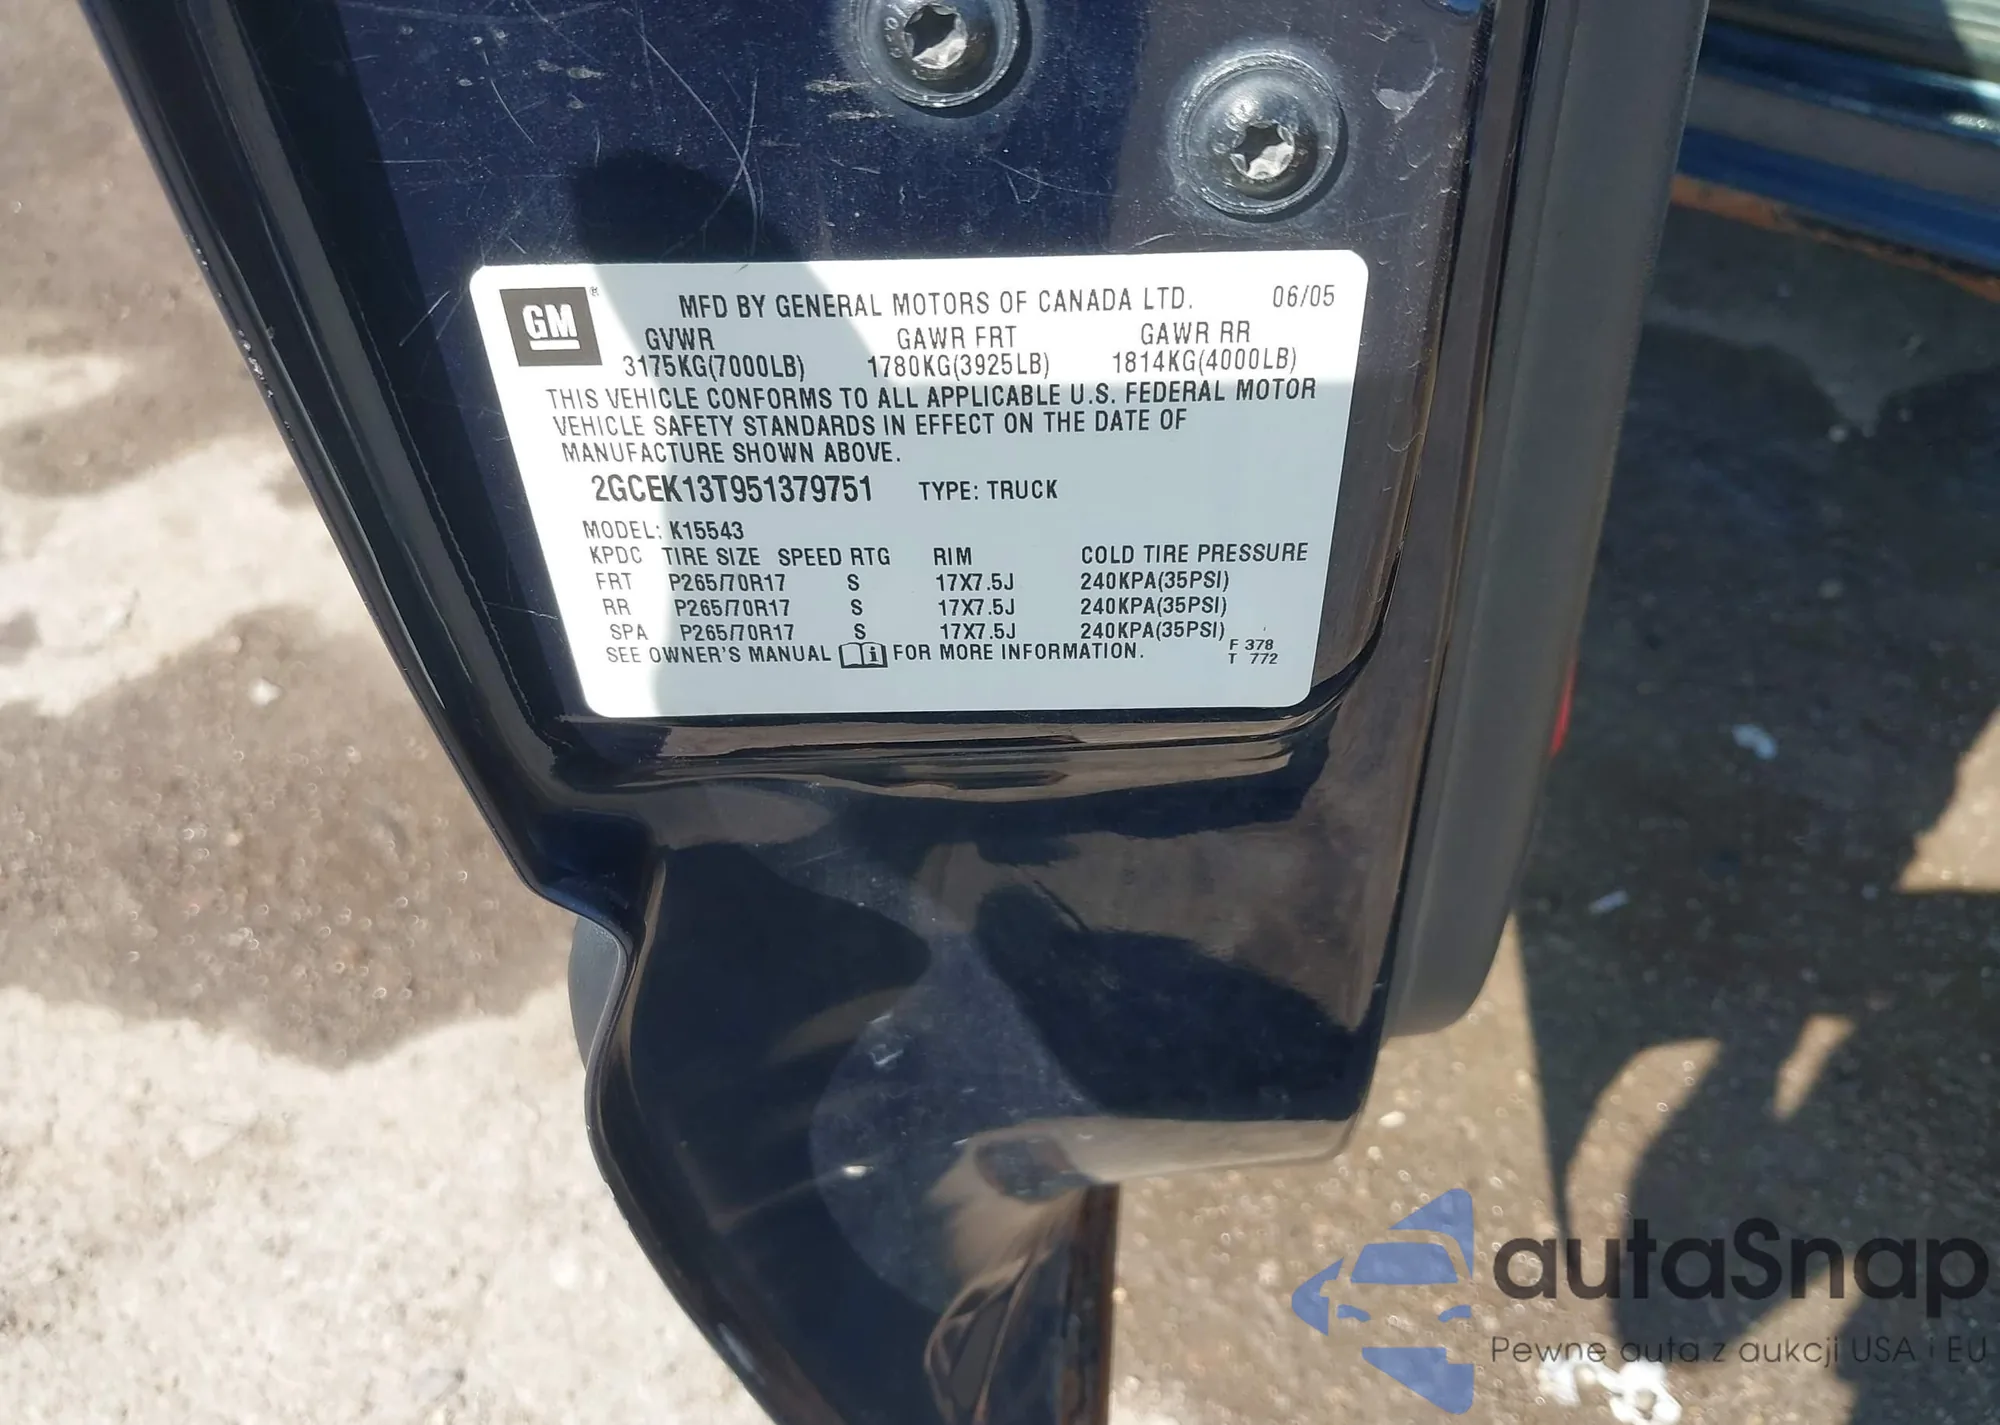 GM ® MFD BY GENERAL MOTORS OF CANADA LTD. 06/05
GVWR GAWR FRT GAWR RR
3175KG(7000LB) 1780KG(3925LB) 1814KG(4000LB)
THIS VEHICLE CONFORMS TO ALL APPLICABLE U.S. FEDERAL MOTOR
VEHICLE SAFETY STANDARDS IN EFFECT ON THE DATE OF
MANUFACTURE SHOWN ABOVE.
2GCEK13T951379751 TYPE: TRUCK
MODEL: K15543
KPDC TIRE SIZE SPEED RTG RIM COLD TIRE PRESSURE
FRT P265/70R17 S 17X7.5J 240KPA(35PSI)
RR P265/70R17 S 17X7.5J 240KPA(35PSI)
SPA P265/70R17 S 17X7.5J 240KPA(35PSI)
SEE OWNER'S MANUAL i FOR MORE INFORMATION. F 378
T 772
autaSnap
Pewne auta z aukcji USA i EU